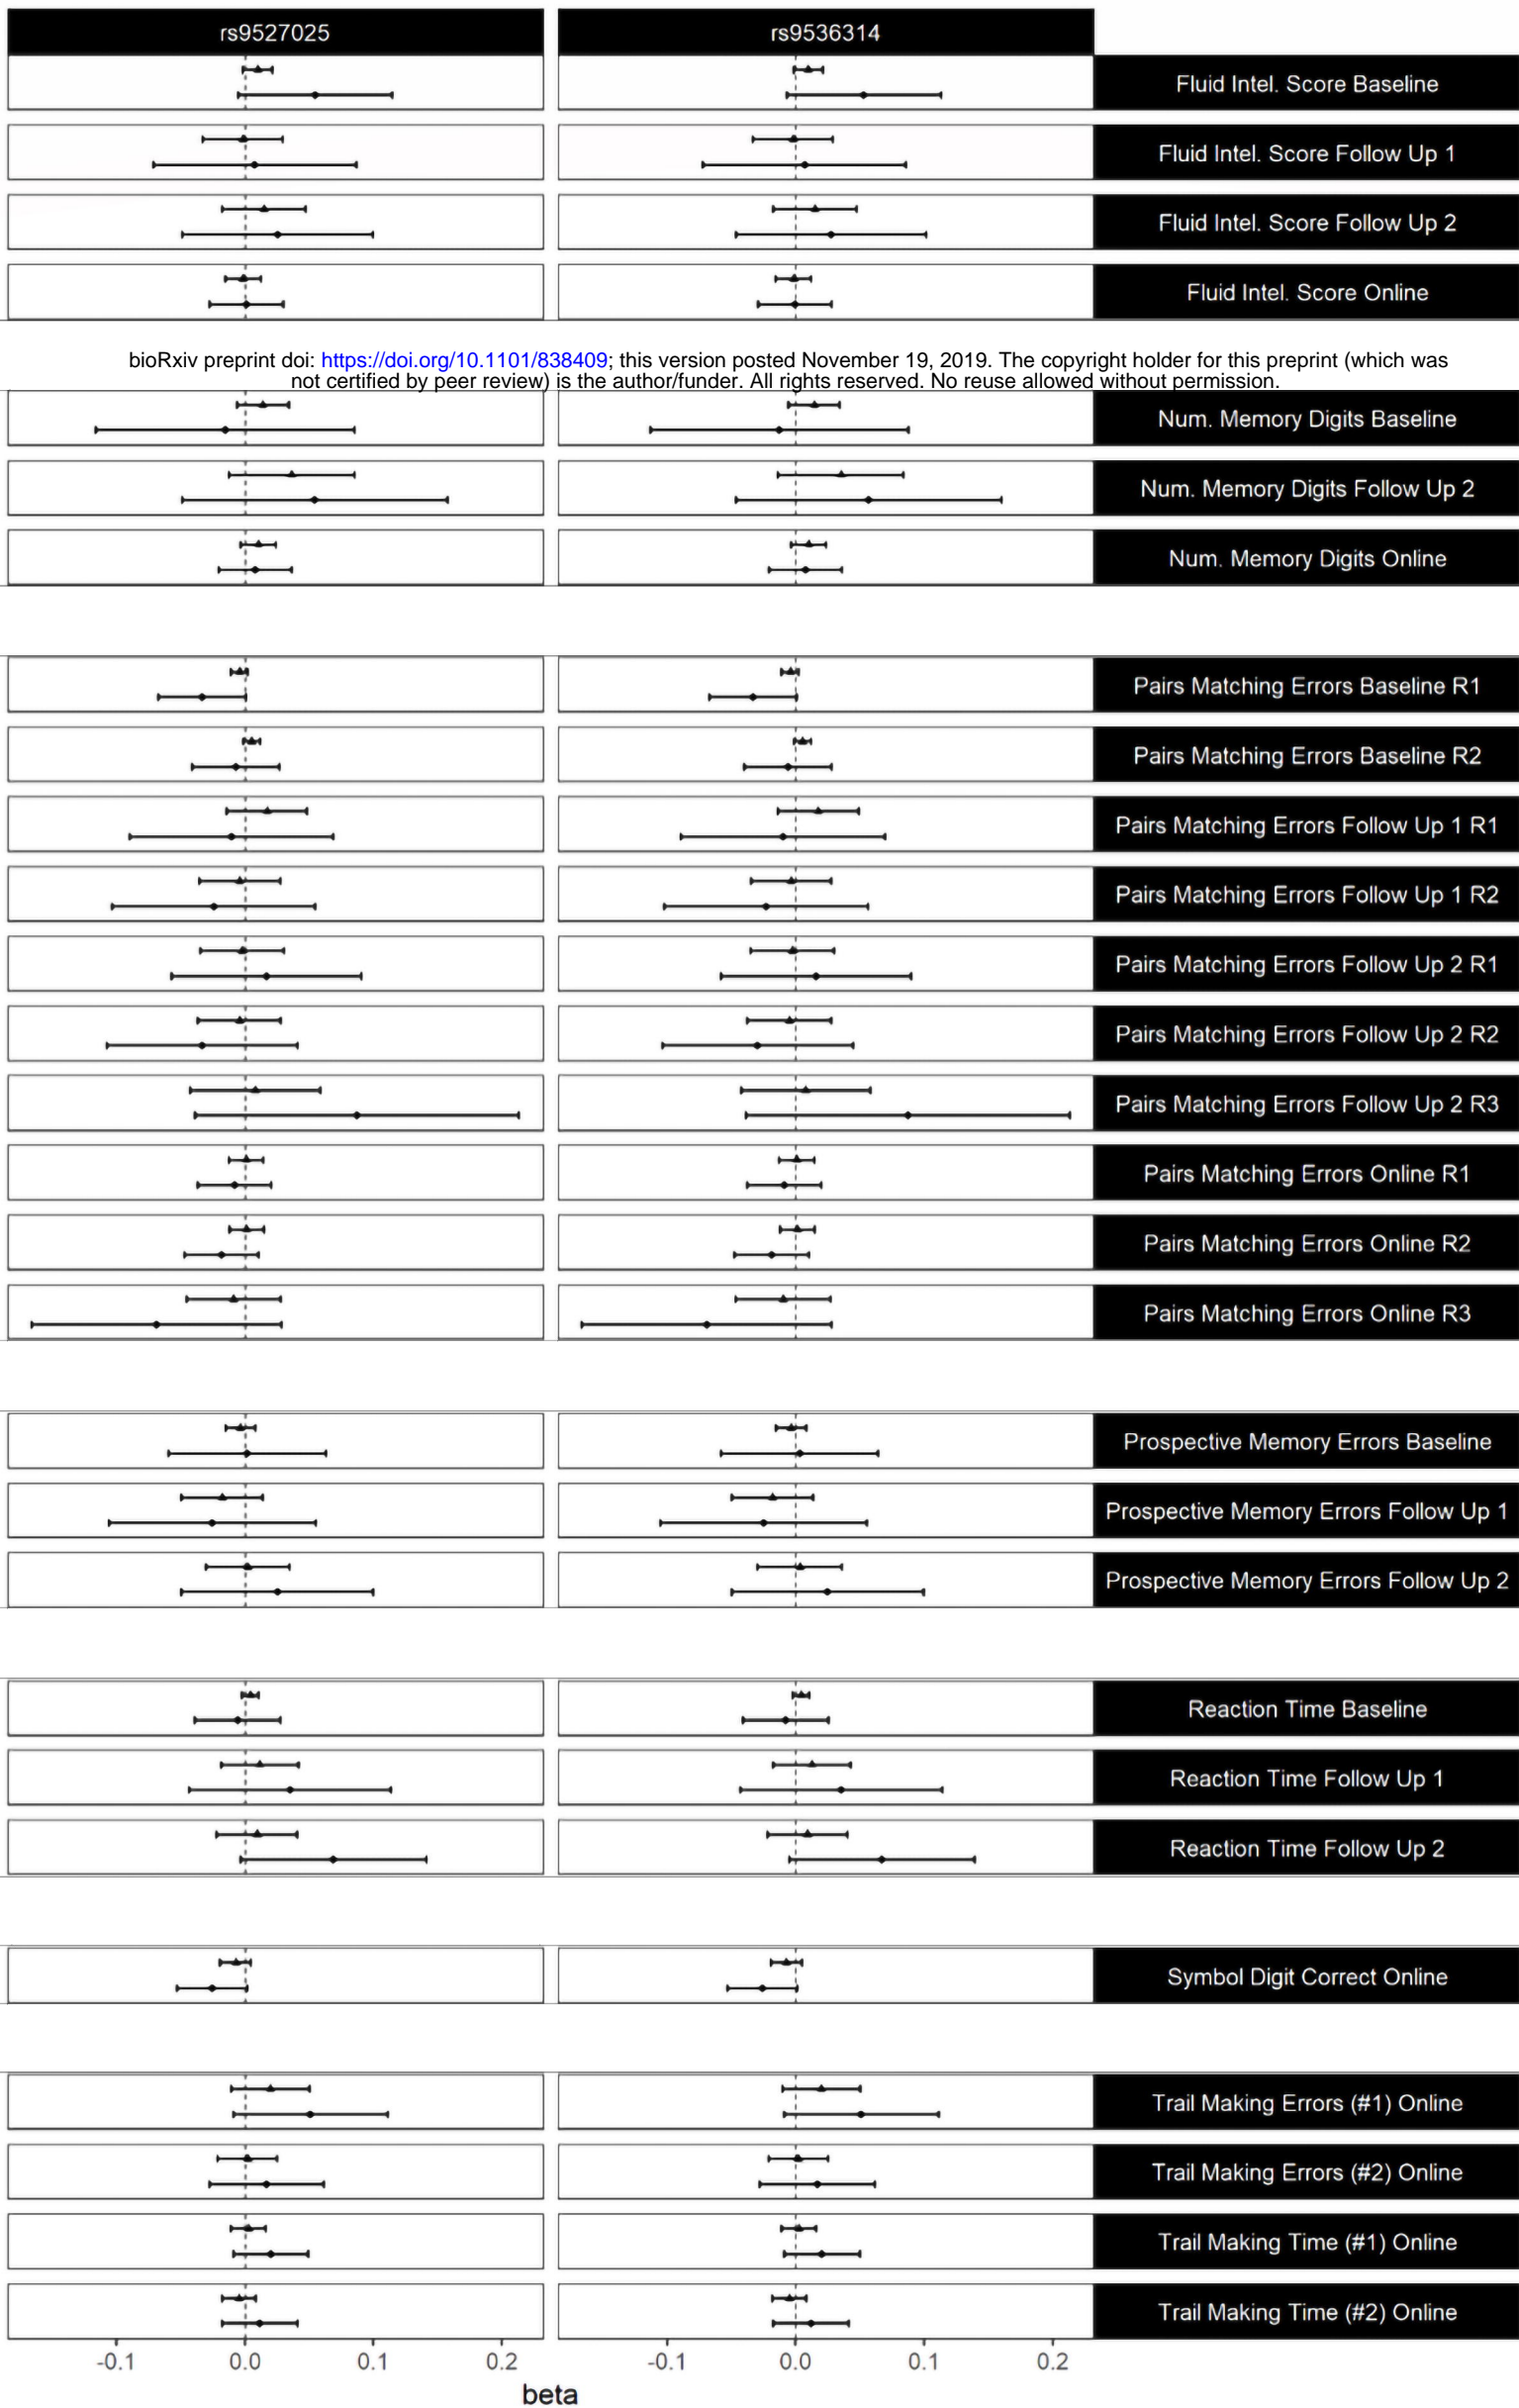 rs9527025 rs9536314
Fluid Intel. Score Baseline
Fluid Intel. Score Follow Up 1
Fluid Intel. Score Follow Up 2
Fluid Intel. Score Online
bioRxiv preprint doi: https://doi.org/10.1101/838409; this version posted November 19, 2019. The copyright holder for this preprint (which was
not certified by peer review) is the author/funder. All rights reserved. No reuse allowed without permission.
Num. Memory Digits Baseline
Num. Memory Digits Follow Up 2
Num. Memory Digits Online
Pairs Matching Errors Baseline R1
Pairs Matching Errors Baseline R2
Pairs Matching Errors Follow Up 1 R1
Pairs Matching Errors Follow Up 1 R2
Pairs Matching Errors Follow Up 2 R1
Pairs Matching Errors Follow Up 2 R2
Pairs Matching Errors Follow Up 2 R3
Pairs Matching Errors Online R1
Pairs Matching Errors Online R2
Pairs Matching Errors Online R3
Prospective Memory Errors Baseline
Prospective Memory Errors Follow Up 1
Prospective Memory Errors Follow Up 2
Reaction Time Baseline
Reaction Time Follow Up 1
Reaction Time Follow Up 2
Symbol Digit Correct Online
Trail Making Errors (#1) Online
Trail Making Errors (#2) Online
Trail Making Time (#1) Online
Trail Making Time (#2) Online
-0.1 0.0 0.1 0.2 -0.1 0.0 0.1 0.2
beta